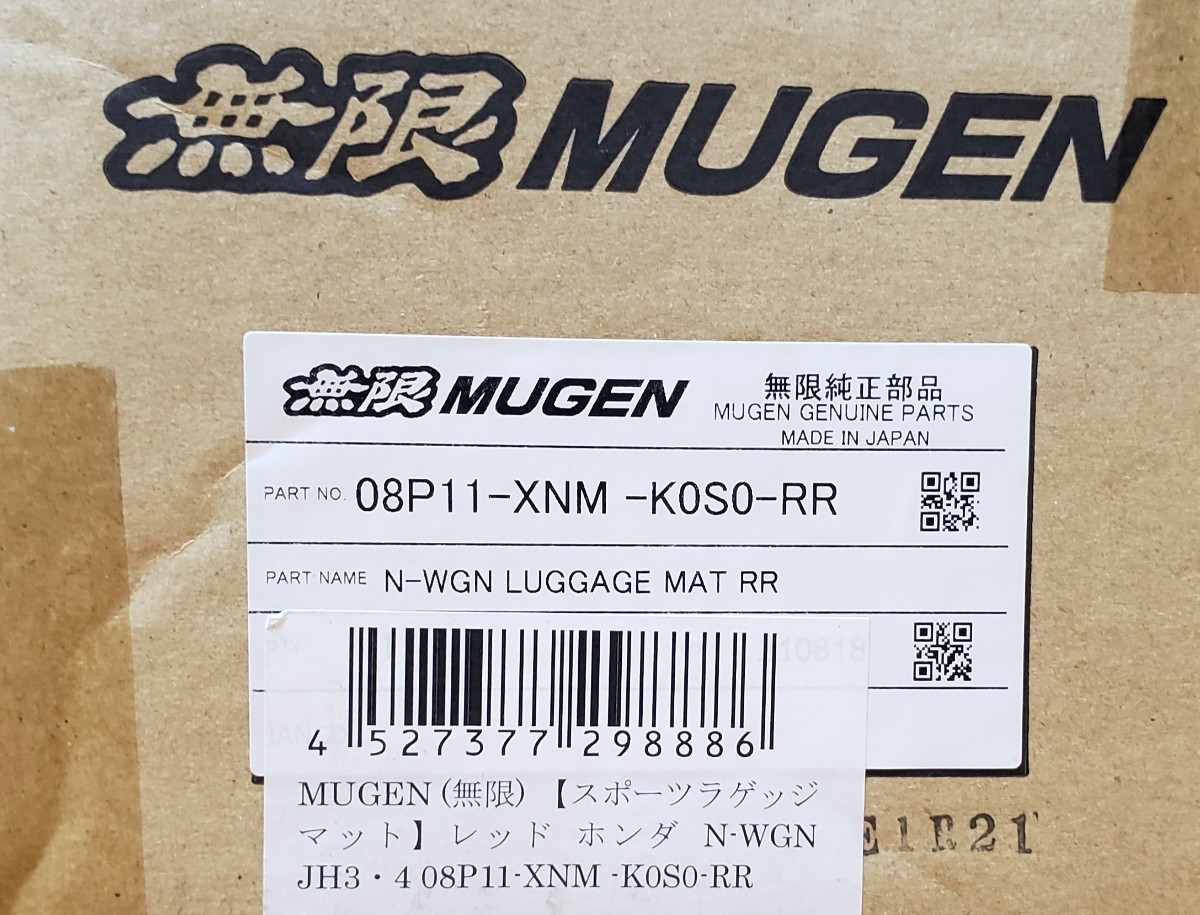 無限 MUGEN
無限 MUGEN 無限純正部品
MUGEN GENUINE PARTS
MADE IN JAPAN
PART NO. 08P11-XNM -K0S0-RR
PART NAME N-WGN LUGGAGE MAT RR
4 527377 298886
MUGEN (無限) 【スポーツラゲッジ
マット】 レッド ホンダ N-WGN
JH3・4 08P11-XNM -K0S0-RR
E1R21